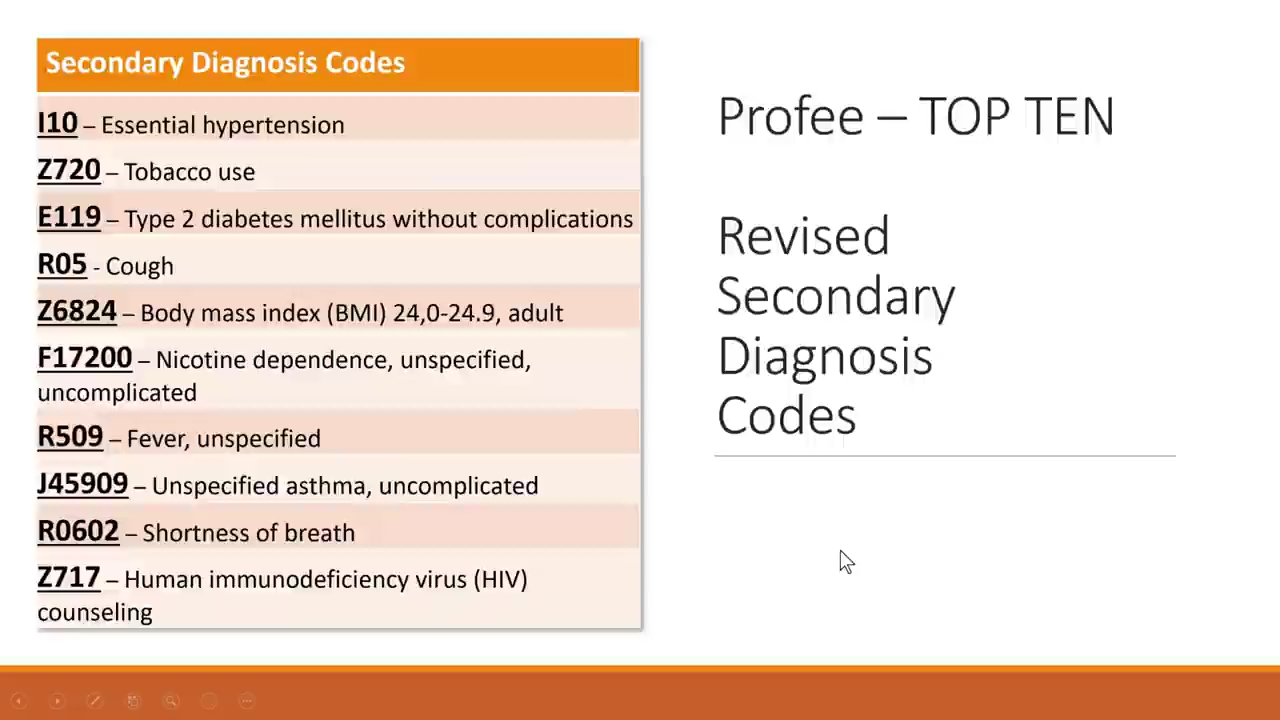 Secondary Diagnosis Codes
I10 – Essential hypertension
Z720 – Tobacco use
E119 – Type 2 diabetes mellitus without complications
R05 - Cough
Z6824 – Body mass index (BMI) 24,0-24.9, adult
F17200 – Nicotine dependence, unspecified,
uncomplicated
R509 – Fever, unspecified
J45909 – Unspecified asthma, uncomplicated
R0602 – Shortness of breath
Z717 – Human immunodeficiency virus (HIV)
counseling
Profee – TOP TEN
Revised
Secondary
Diagnosis
Codes